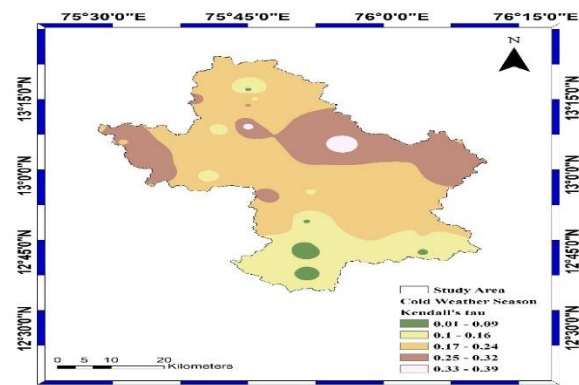 75°30'0"E 75°45'0"E 76°0'0"E 76°15'0"E
N
13°15'0"N 13°15'0"N
13°0'0"N 13°0'0"N
12°45'0"N 12°45'0"N
12°30'0"N 12°30'0"N
Study Area
Cold Weather Season
Kendall's tau
0.01 - 0.09
0.1 - 0.16
0.17 - 0.24
0.25 - 0.32
0.33 - 0.39
0 5 10 20
Kilometers